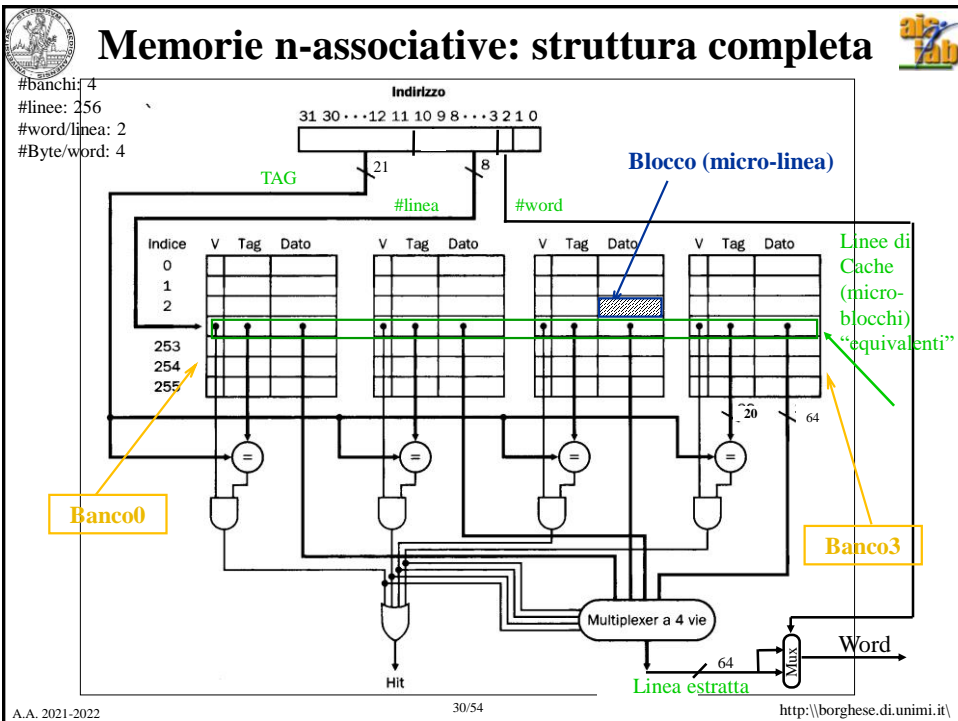 Memorie n-associative: struttura completa
#banchi: 4
#linee: 256
#word/linea: 2
#Byte/word: 4
Indirizzo
31 30 ··· 12 11 10 9 8 ··· 3 2 1 0
21
8
TAG
#linea
#word
Blocco (micro-linea)
Indice V Tag Dato V Tag Dato V Tag Dato V Tag Dato
0
1
2
253
254
255
Linee di
Cache
(micro-
blocchi)
“equivalenti”
20
64
= = = =
Banco0
Banco3
Multiplexer a 4 vie
Mux
Word
64
Linea estratta
Hit
A.A. 2021-2022
30/54
http:\\borghese.di.unimi.it\